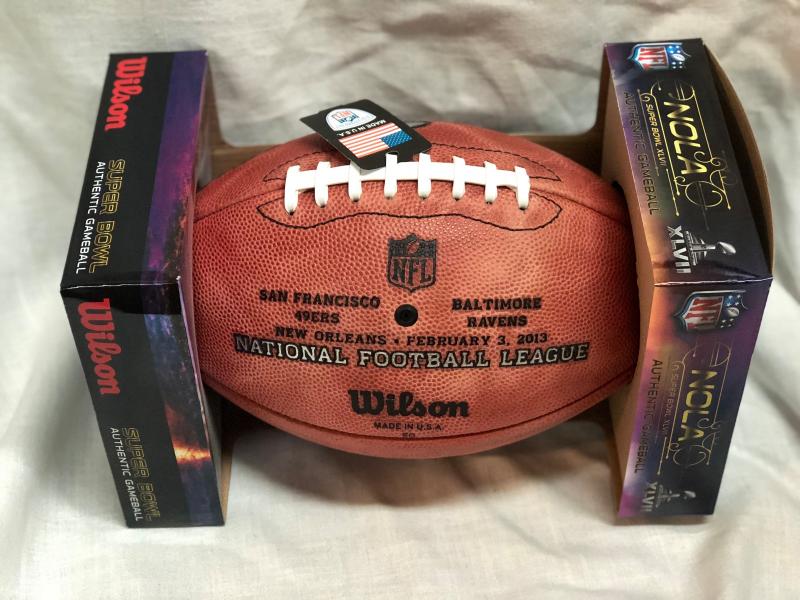 Wilson
SUPER BOWL
AUTHENTIC GAMEBALL
Wilson
SUPER BOWL
AUTHENTIC GAMEBALL
NFL
MADE IN U.S.A.
NFL
SAN FRANCISCO
49ERS
BALTIMORE
RAVENS
NEW ORLEANS • FEBRUARY 3, 2013
NATIONAL FOOTBALL LEAGUE
Wilson
MADE IN U.S.A.
NFL
NOLA
SUPER BOWL XLVII
AUTHENTIC GAMEBALL
XLVII
NFL
NOLA
SUPER BOWL XLVII
AUTHENTIC GAMEBALL
XLVII